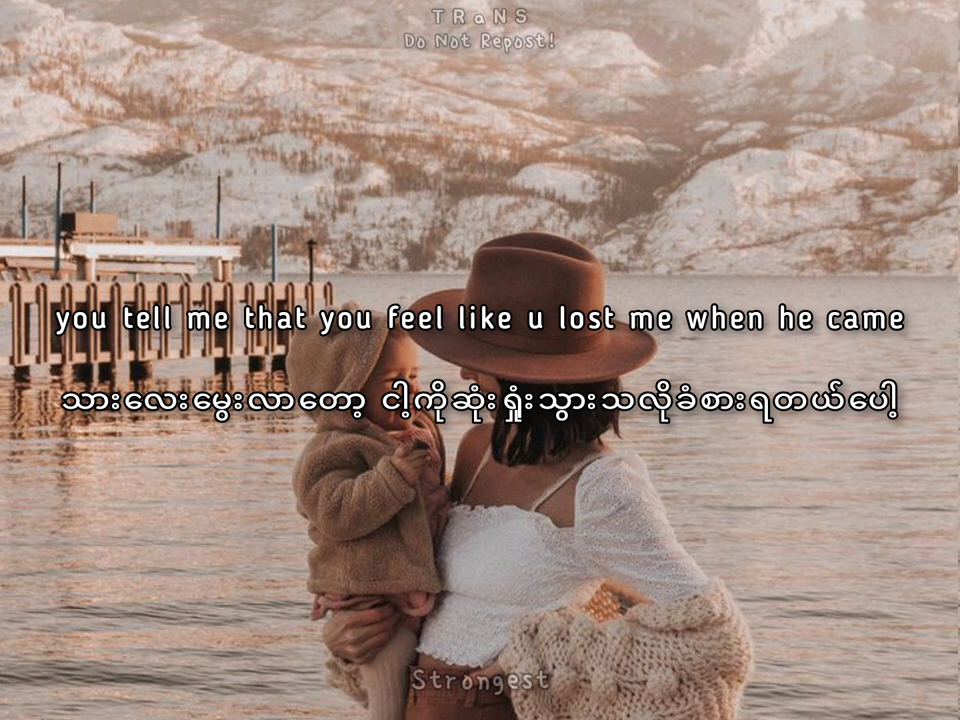 TRaNS
Do Not Repost!
you tell me that you feel like u lost me when he came
သားလေးမွေးလာတော့ ငါ့ကိုဆုံးရှုံးသွားသလိုခံစားရတယ်ပေါ့
Strongest